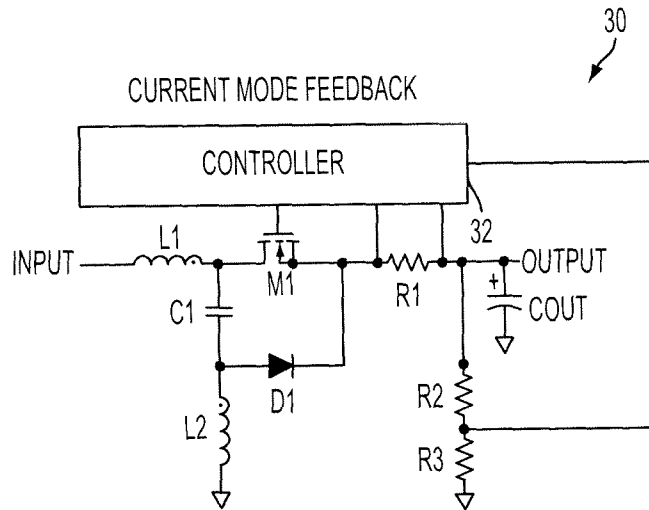 30
CURRENT MODE FEEDBACK
CONTROLLER
32
L1
INPUT
M1
R1
OUTPUT
+
C1
COUT
D1
R2
L2
R3